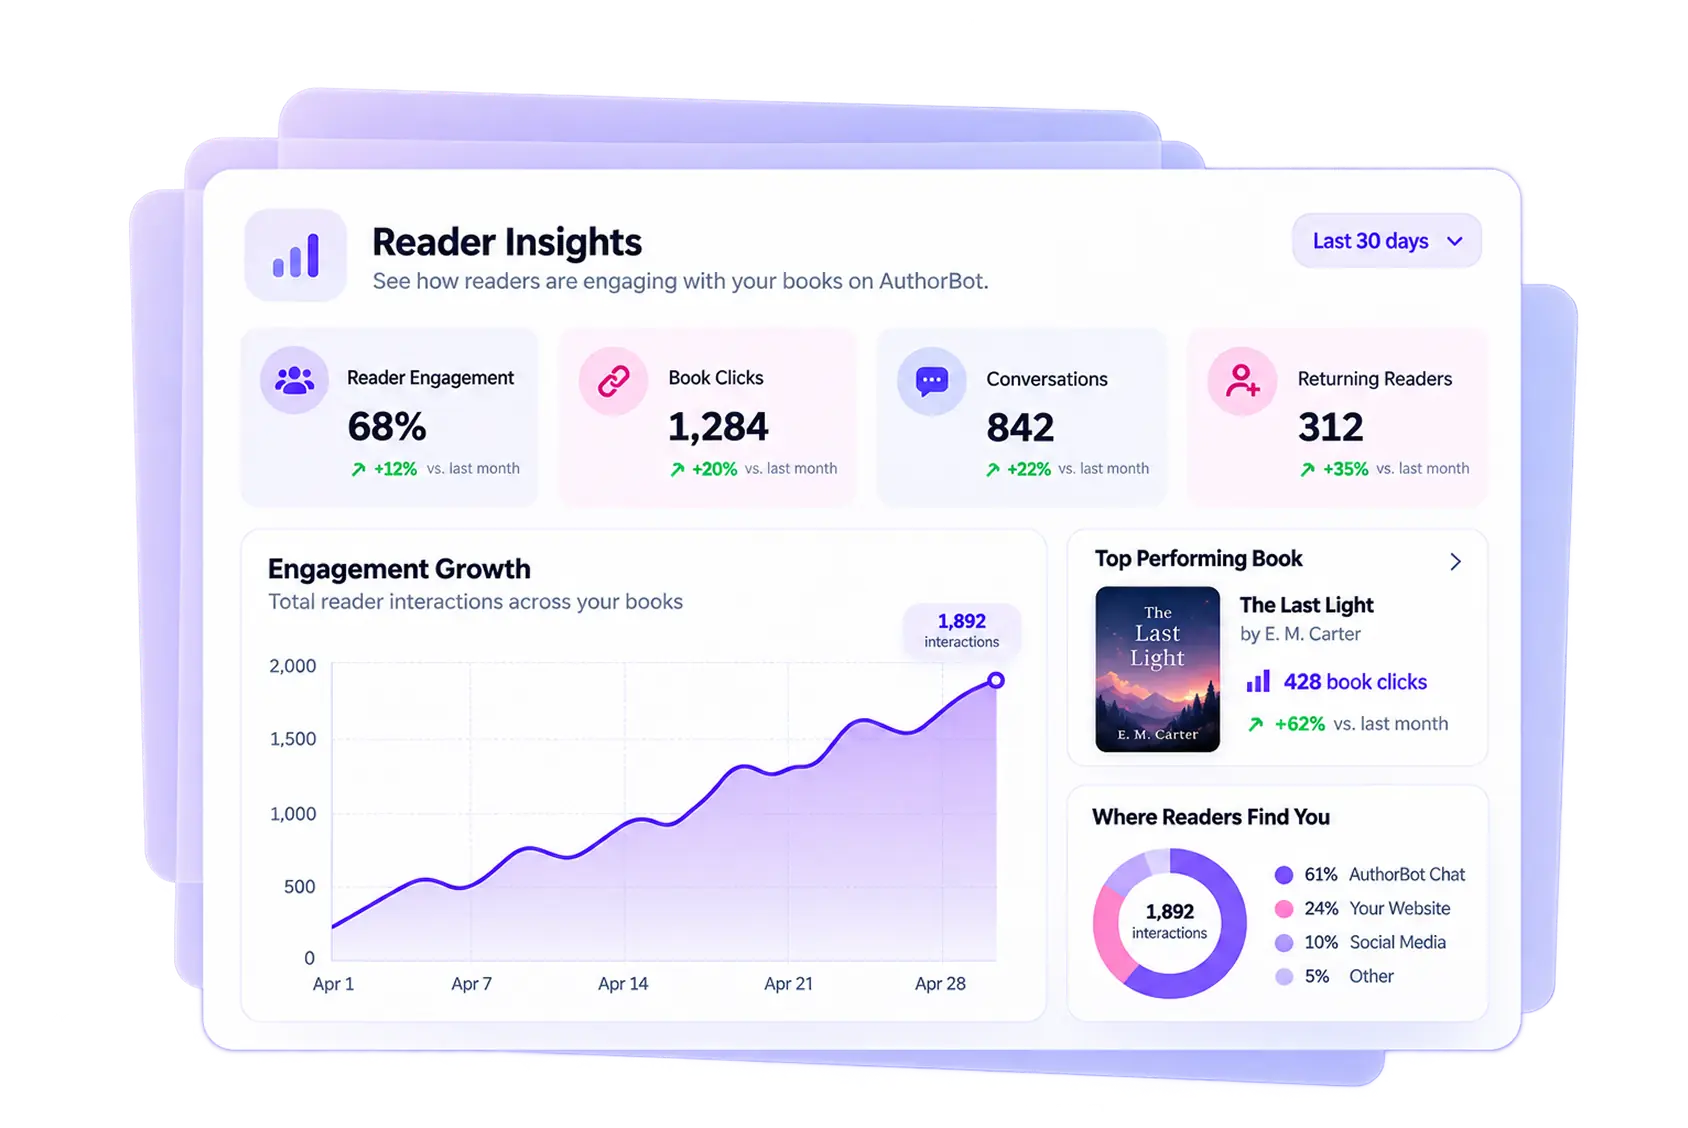 Reader Insights
See how readers are engaging with your books on AuthorBot.
Last 30 days
Reader Engagement
68%
+12% vs. last month
Book Clicks
1,284
+20% vs. last month
Conversations
842
+22% vs. last month
Returning Readers
312
+35% vs. last month
Engagement Growth
Total reader interactions across your books
1,892
interactions
2,000
1,500
1,000
500
0
Apr 1
Apr 7
Apr 14
Apr 21
Apr 28
Top Performing Book
The
Last
Light
E. M. Carter
The Last Light
by E. M. Carter
428 book clicks
+62% vs. last month
Where Readers Find You
1,892
interactions
61% AuthorBot Chat
24% Your Website
10% Social Media
5% Other